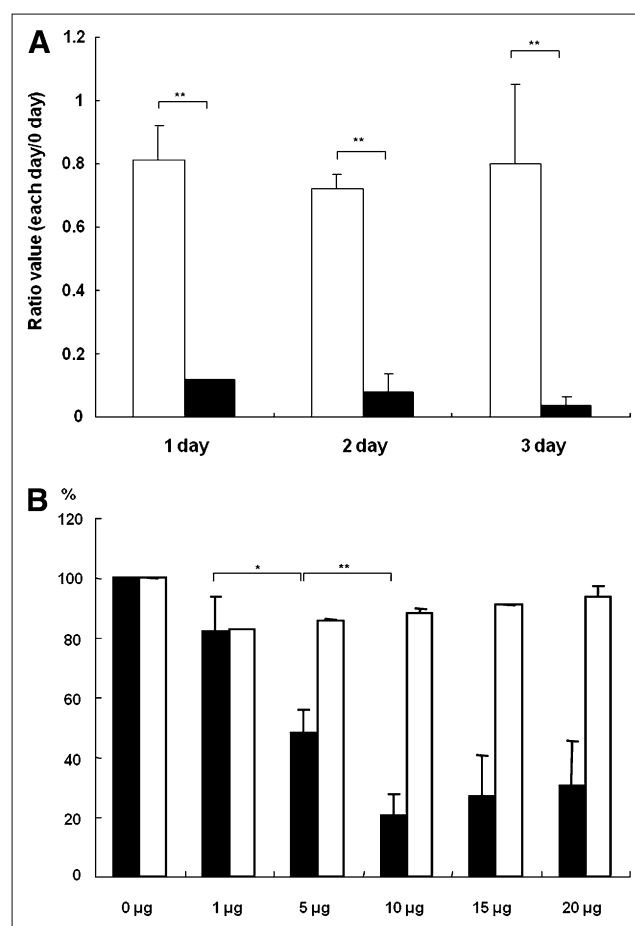 A
Ratio value (each day/0 day)
1.2
1
0.8
0.6
0.4
0.2
0
**
**
**
1 day
2 day
3 day
B
%
120
100
80
60
40
20
0
*
**
0 µg
1 µg
5 µg
10 µg
15 µg
20 µg